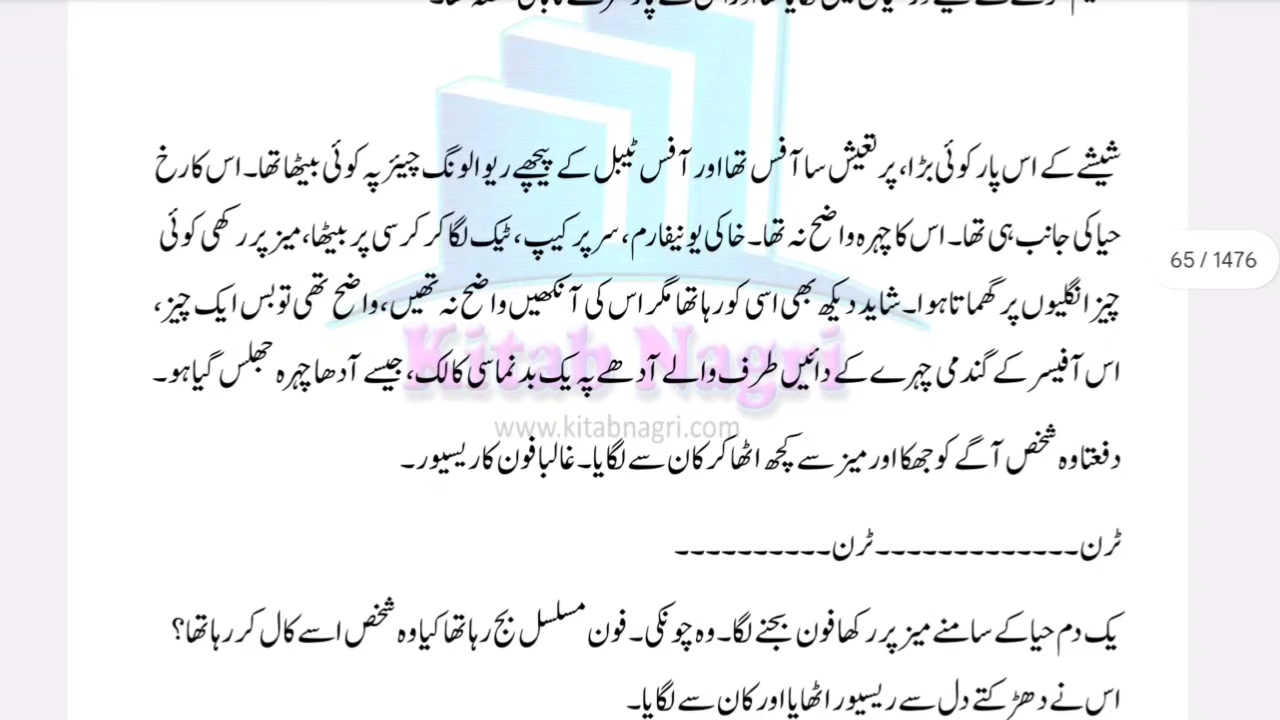 شیشے کے اس پار کوئی بڑا، پر تعیش سا آفس تھا اور آفس ٹیبل کے پیچھے ریوالونگ چیئر پہ کوئی بیٹھا تھا۔ اس کا رخ
حیا کی جانب ہی تھا۔ اس کا چہرہ واضح نہ تھا۔ خاکی یونیفارم، سر پر کیپ، ٹیک لگا کر کرسی پر بیٹھا، میز پر رکھی کوئی
65 / 1476
چیز انگلیوں پر گھماتا ہوا۔ شاید دیکھ بھی اسی کو رہا تھا مگر اس کی آنکھیں واضح نہ تھیں، واضح تھی تو بس ایک چیز،
اس آفیسر کے گندمی چہرے کے دائیں طرف والے آدھے پہ یک بدنما سی کالک، جیسے آدھا چہرہ جھلس گیا ہو۔
Kitab Nagri
www.kitabnagri.com
دفعتا وہ شخص آگے کو جھکا اور میز سے کچھ اٹھا کر کان سے لگایا۔ غالبا فون کا ریسیور۔
ٹرن-------------ٹرن----------
یک دم حیا کے سامنے میز پر رکھا فون بجنے لگا۔ وہ چونکی۔ فون مسلسل بج رہا تھا کیا وہ شخص اسے کال کر رہا تھا؟
اس نے دھڑکتے دل سے ریسیور اٹھایا اور کان سے لگایا۔